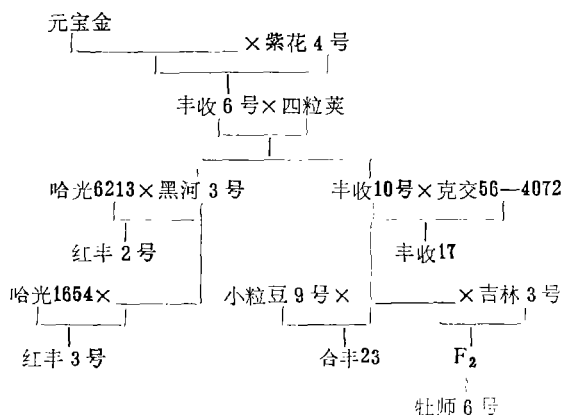 元宝金
×紫花4号
丰收6号×四粒荚
哈光6213×黑河3号 丰收10号×克交56—4072
红丰2号 丰收17
哈光1654× 小粒豆9号× ×吉林3号
红丰3号 合丰23 F₂
牡师6号